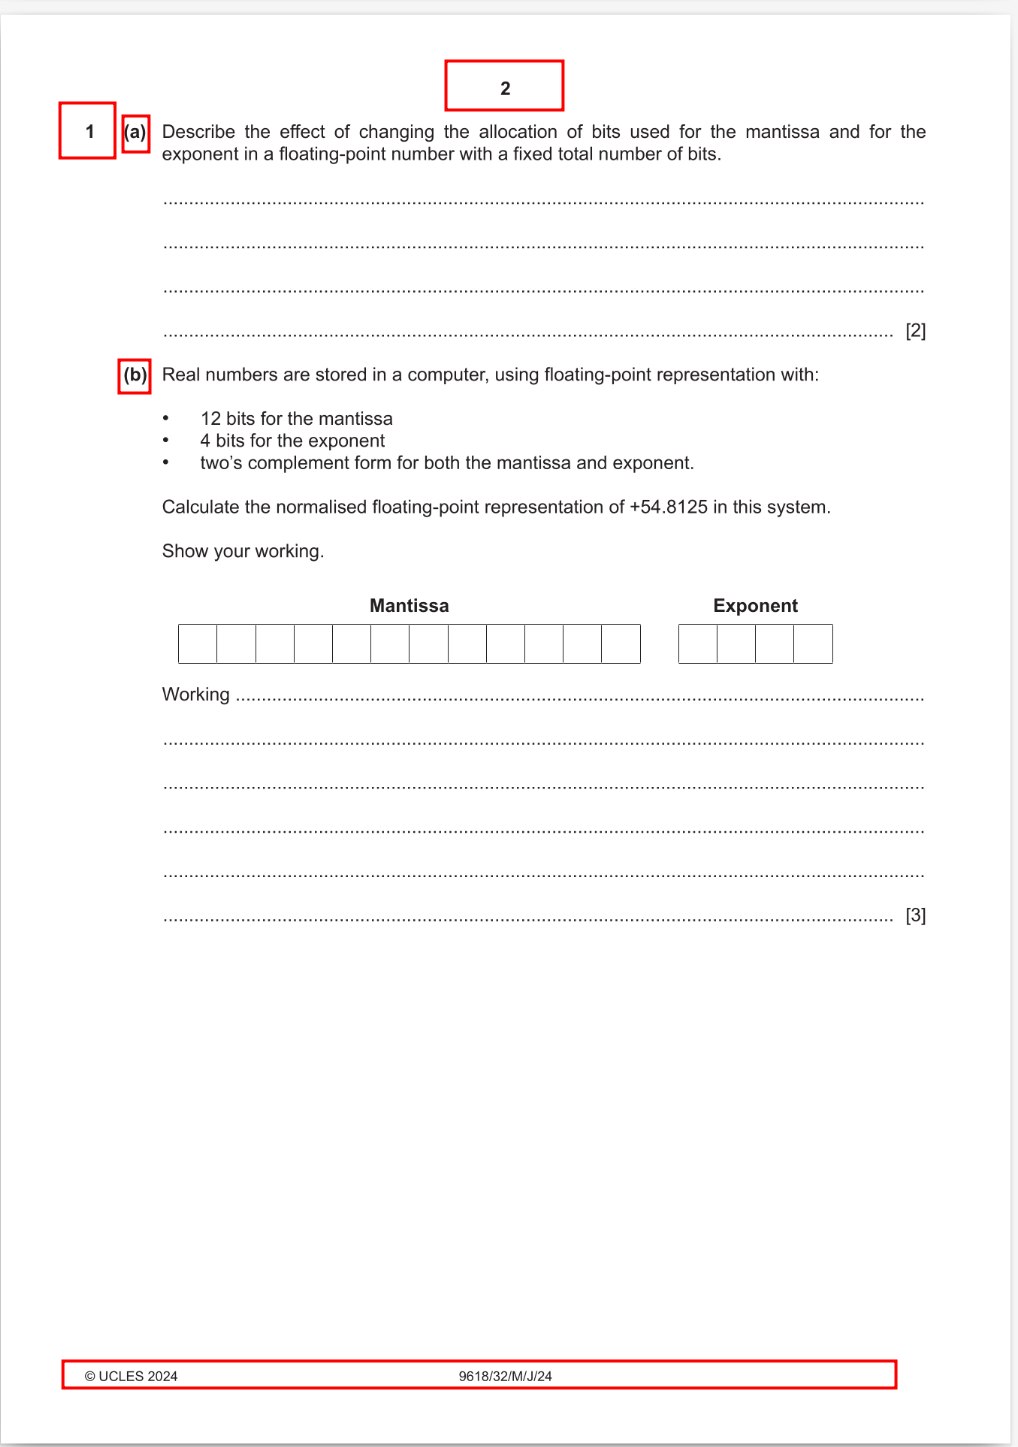 2
1 (a) Describe the effect of changing the allocation of bits used for the mantissa and for the
exponent in a floating-point number with a fixed total number of bits.
..........................................................................................................................................
..........................................................................................................................................
..........................................................................................................................................
.................................................................................................................................... [2]
(b) Real numbers are stored in a computer, using floating-point representation with:
• 12 bits for the mantissa
• 4 bits for the exponent
• two’s complement form for both the mantissa and exponent.
Calculate the normalised floating-point representation of +54.8125 in this system.
Show your working.
Mantissa Exponent
Working .............................................................................................................................
..........................................................................................................................................
..........................................................................................................................................
..........................................................................................................................................
..........................................................................................................................................
.................................................................................................................................... [3]
© UCLES 2024 9618/32/M/J/24